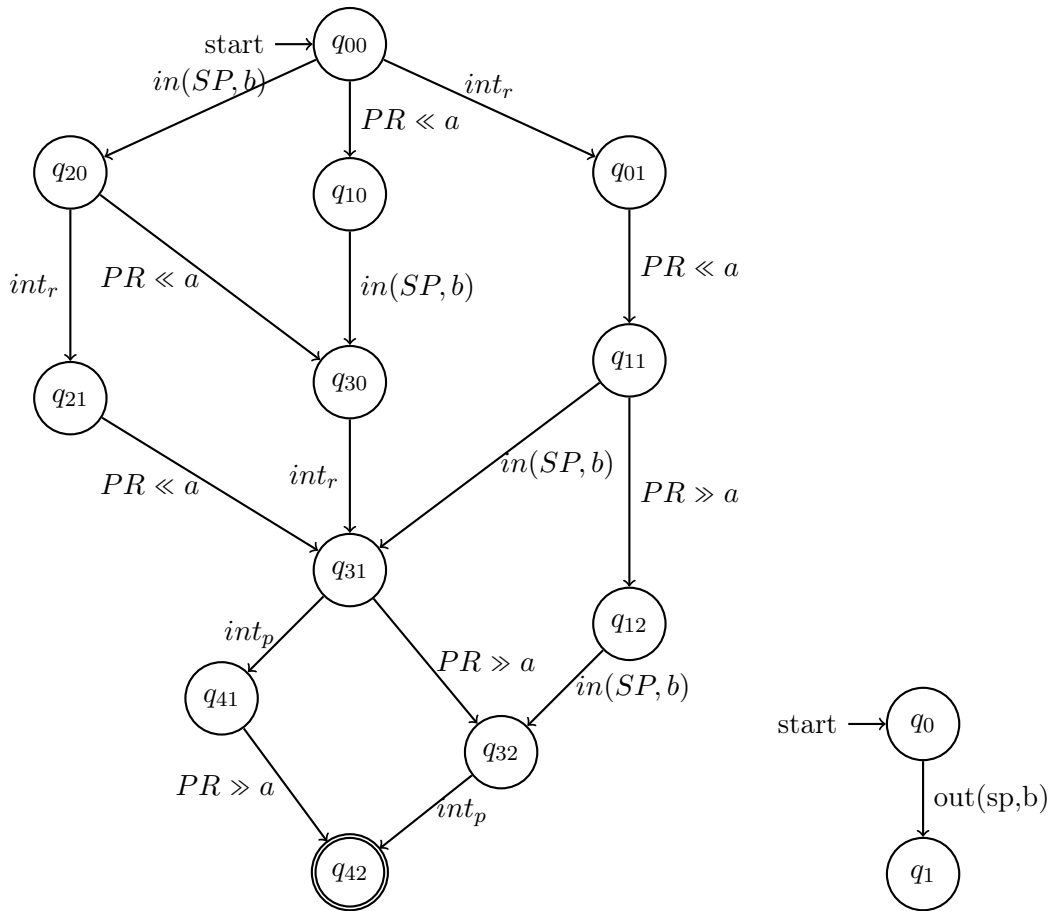 start
q00
in(SP, b)
int_r
PR ≪ a
q20
q10
q01
int_r
PR ≪ a
in(SP, b)
PR ≪ a
q30
q11
q21
PR ≪ a
int_r
in(SP, b)
PR ≫ a
q31
q12
int_p
PR ≫ a
in(SP, b)
q41
q32
start
q0
PR ≫ a
int_p
out(sp,b)
q42
q1